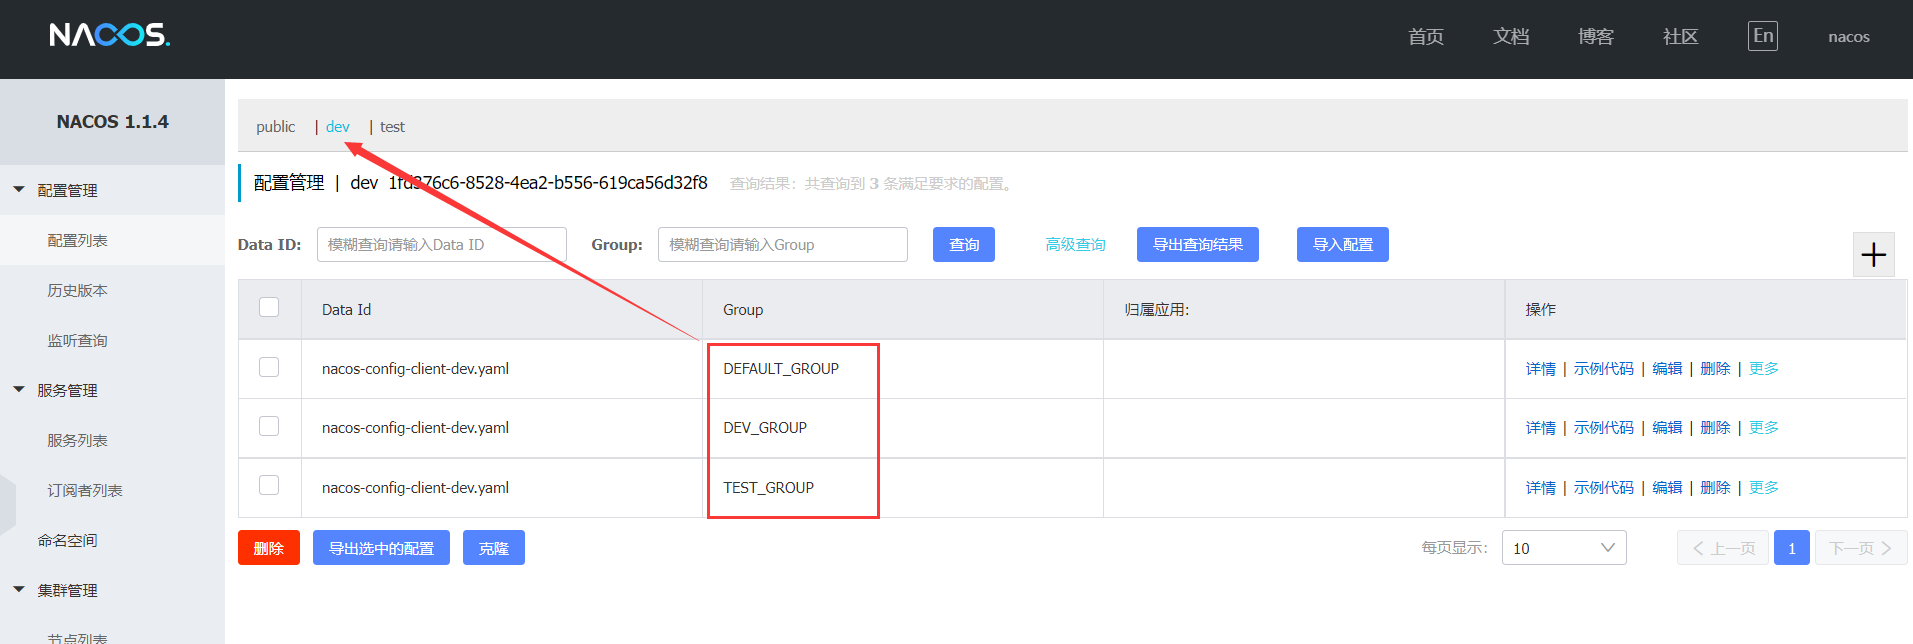 NACOS.
首页 文档 博客 社区 En nacos
NACOS 1.1.4
配置管理
配置列表
历史版本
监听查询
服务管理
服务列表
订阅者列表
命名空间
集群管理
节点列表
public | dev | test
配置管理 | dev 1fd376c6-8528-4ea2-b556-619ca56d32f8 查询结果：共查询到 3 条满足要求的配置。
Data ID: 模糊查询请输入Data ID Group: 模糊查询请输入Group 查询 高级查询 导出查询结果 导入配置 +
Data Id Group 归属应用: 操作
nacos-config-client-dev.yaml DEFAULT_GROUP 详情 | 示例代码 | 编辑 | 删除 | 更多
nacos-config-client-dev.yaml DEV_GROUP 详情 | 示例代码 | 编辑 | 删除 | 更多
nacos-config-client-dev.yaml TEST_GROUP 详情 | 示例代码 | 编辑 | 删除 | 更多
删除 导出选中的配置 克隆 每页显示: 10 上一页 1 下一页